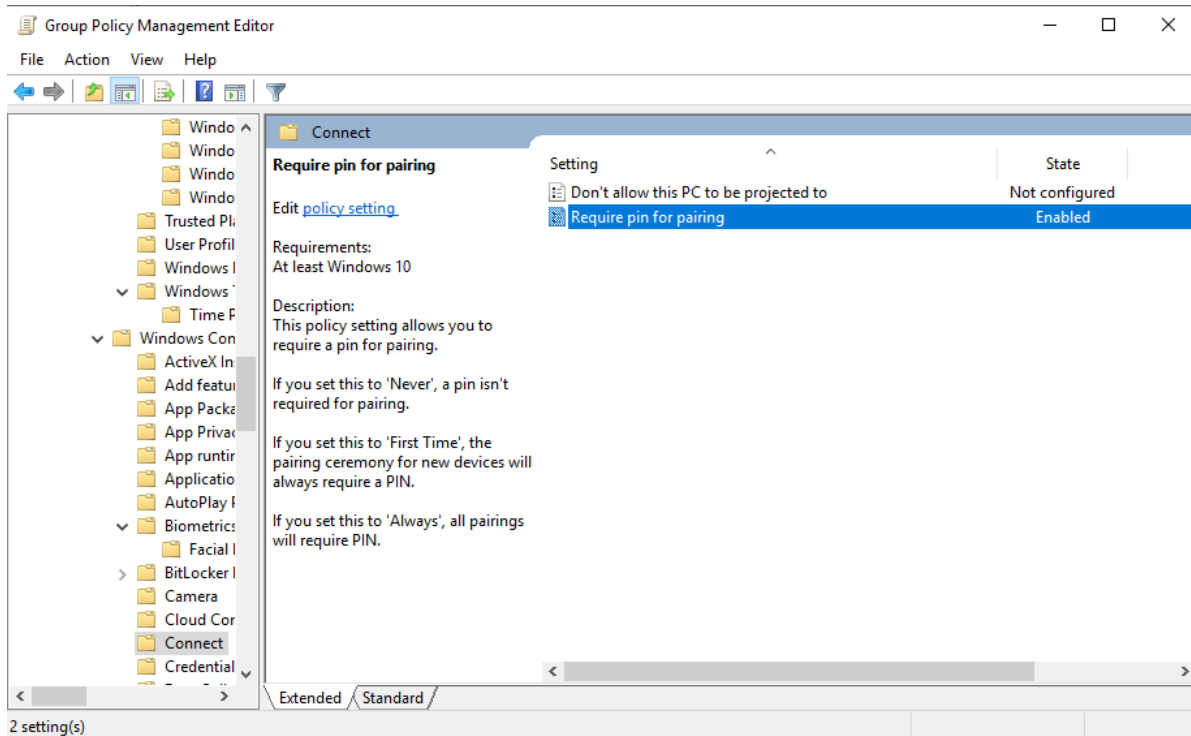 Group Policy Management Editor
File Action View Help
Windo
Windo
Windo
Windo
Trusted Pl
User Profil
Windows
Windows
Time P
Windows Con
ActiveX In
Add featu
App Packa
App Privac
App runtir
Applicatio
AutoPlay
Biometrics
Facial
BitLocker
Camera
Cloud Cor
Connect
Credential
Connect
Require pin for pairing
Edit policy setting
Requirements:
At least Windows 10
Description:
This policy setting allows you to
require a pin for pairing.
If you set this to 'Never', a pin isn't
required for pairing.
If you set this to 'First Time', the
pairing ceremony for new devices will
always require a PIN.
If you set this to 'Always', all pairings
will require PIN.
Setting State
Don't allow this PC to be projected to Not configured
Require pin for pairing Enabled
Extended Standard
2 setting(s)